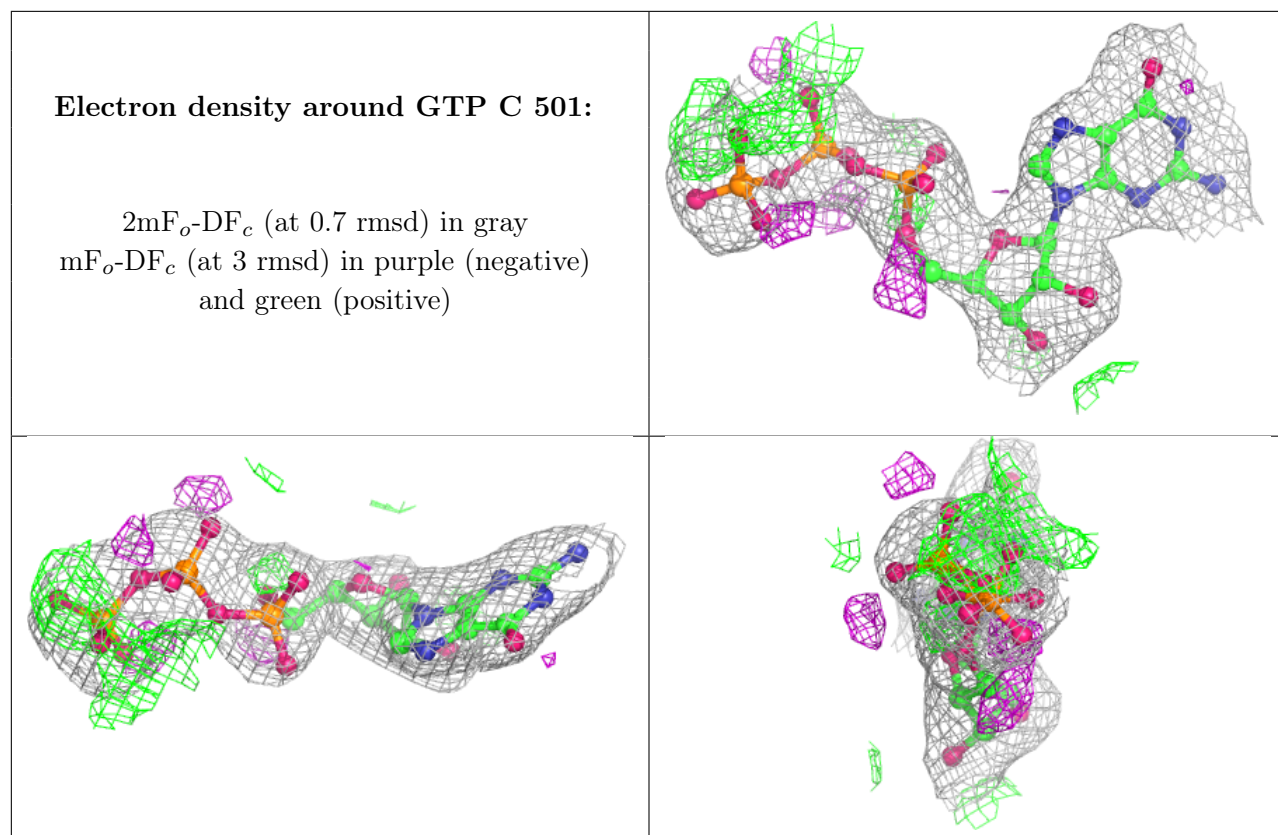 Electron density around GTP C 501:
2mFo-DFc (at 0.7 rmsd) in gray
mFo-DFc (at 3 rmsd) in purple (negative)
and green (positive)